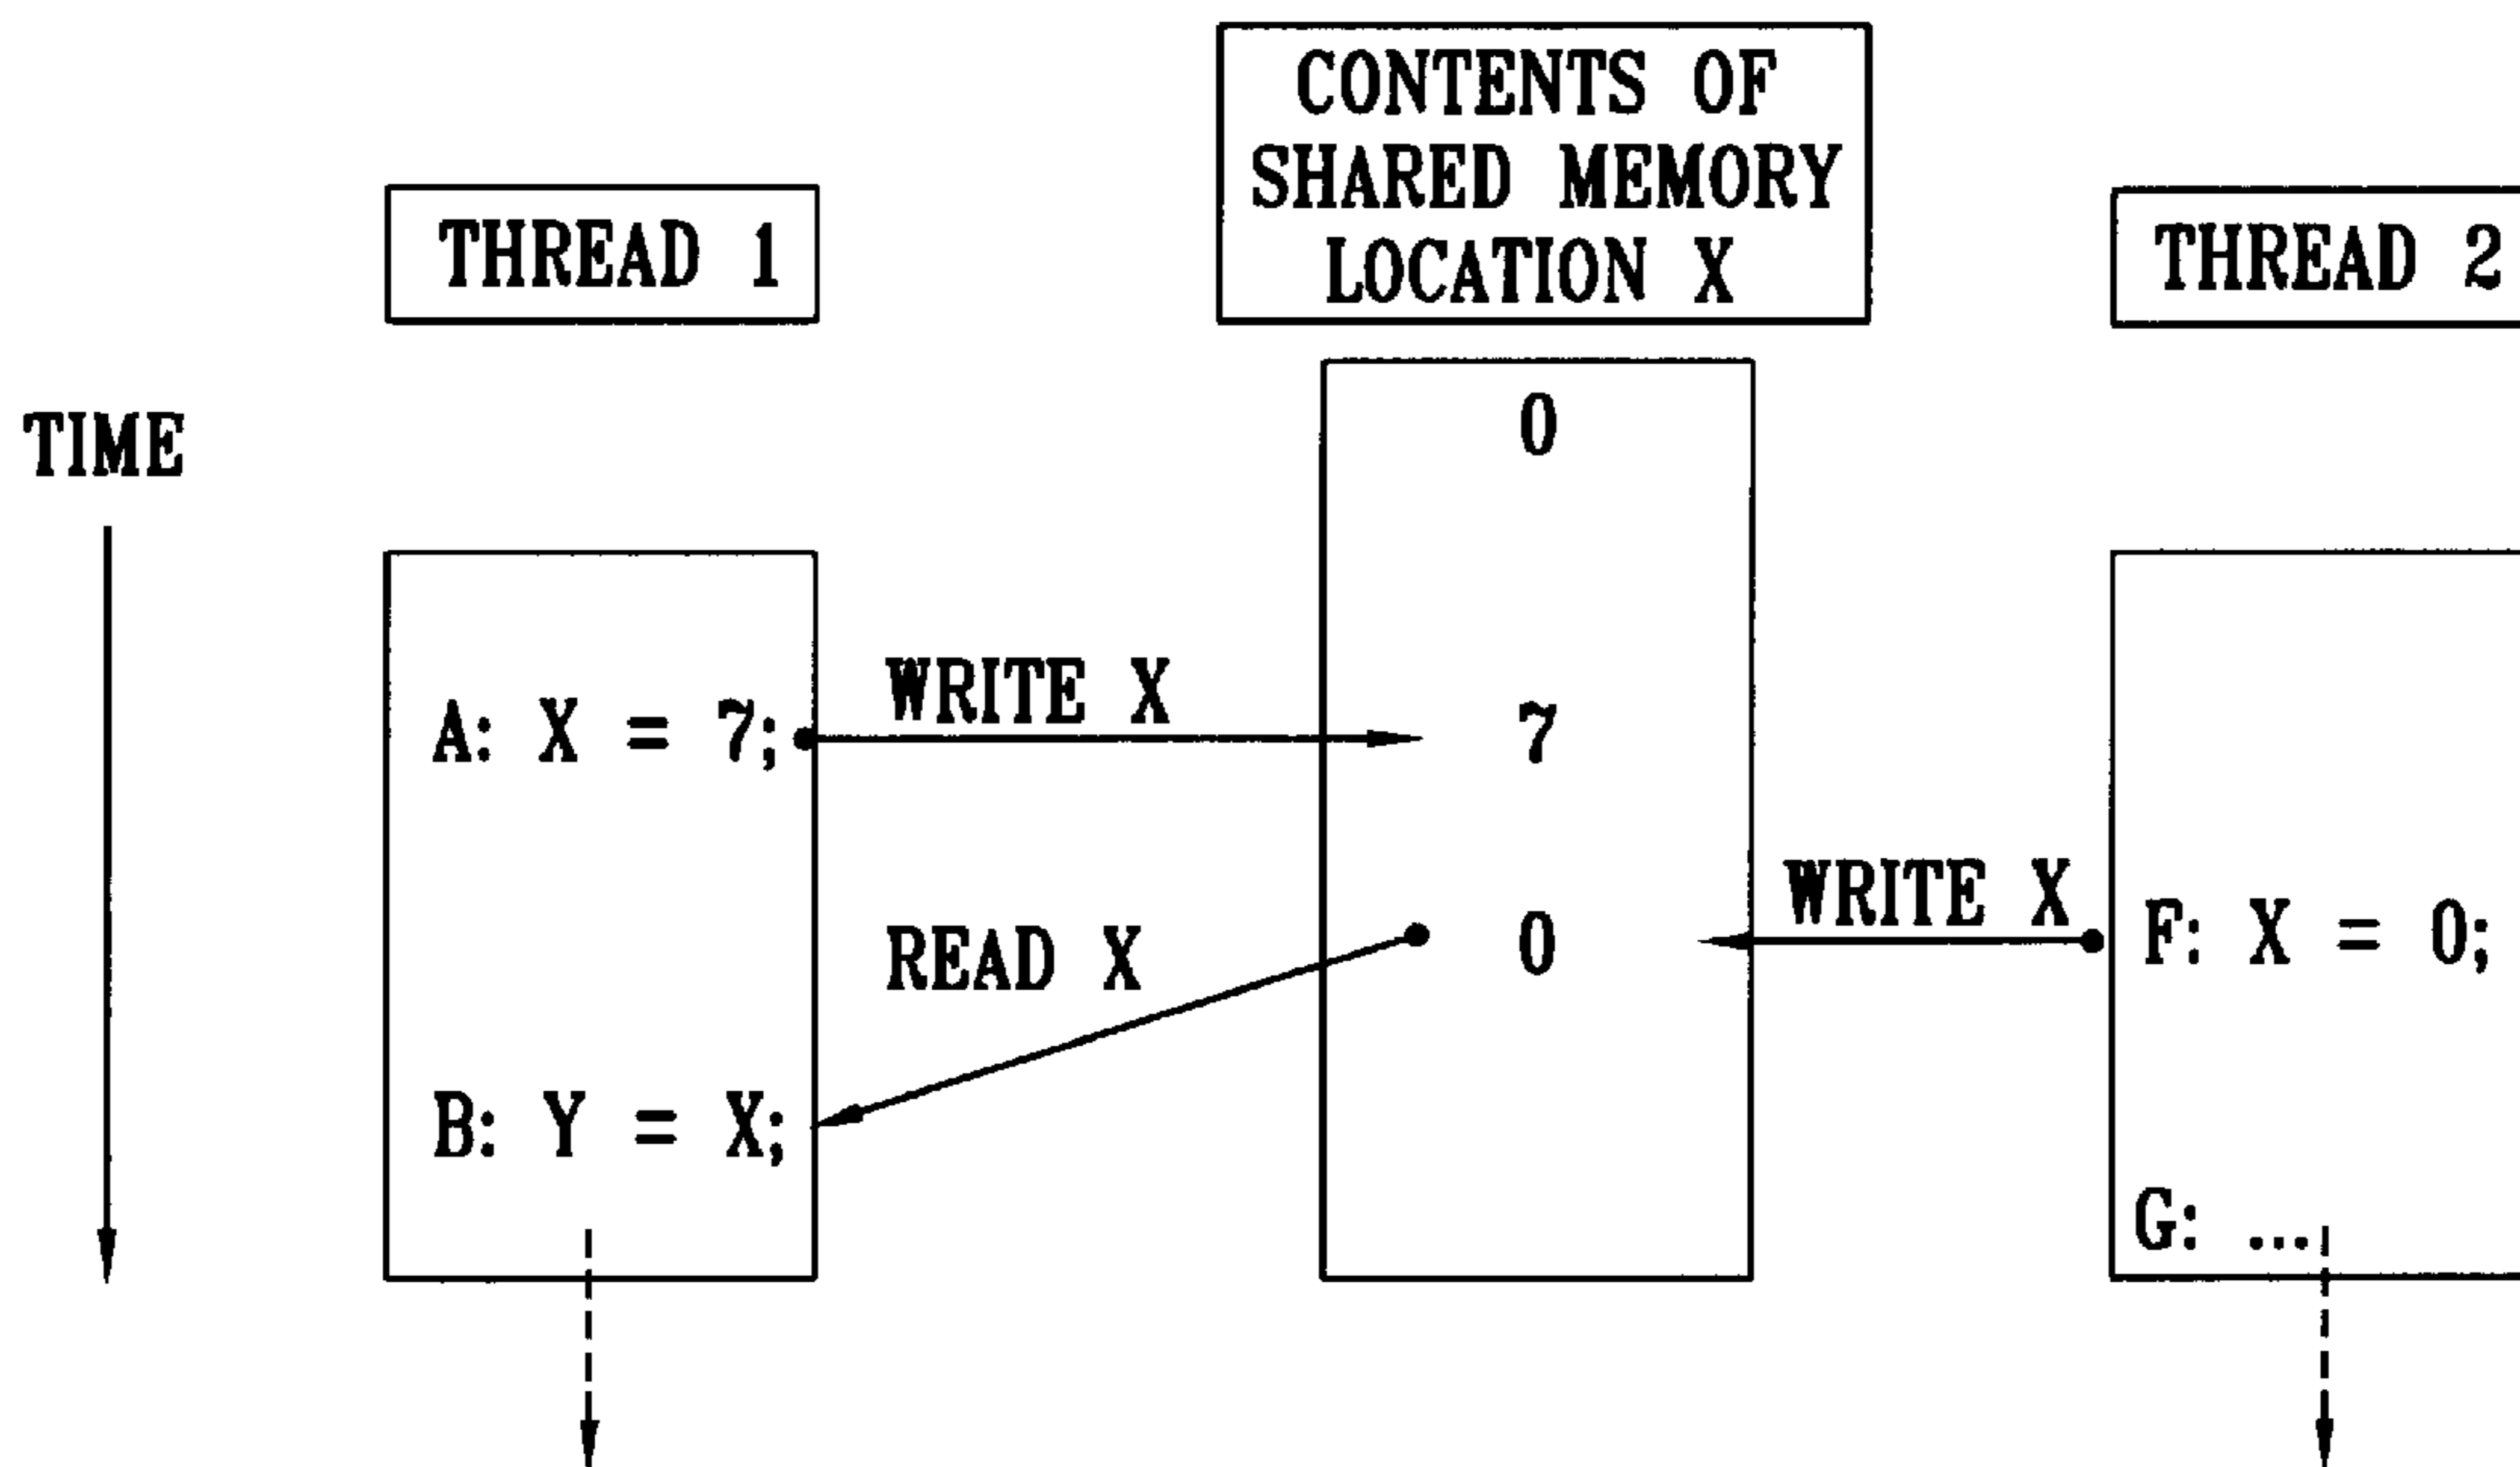 CONTENTS OF
SHARED MEMORY
LOCATION X
THREAD 1
THREAD 2
TIME
0
WRITE X
A: X = 7;
7
WRITE X
READ X
0
F: X = 0;
B: Y = X;
G: ...